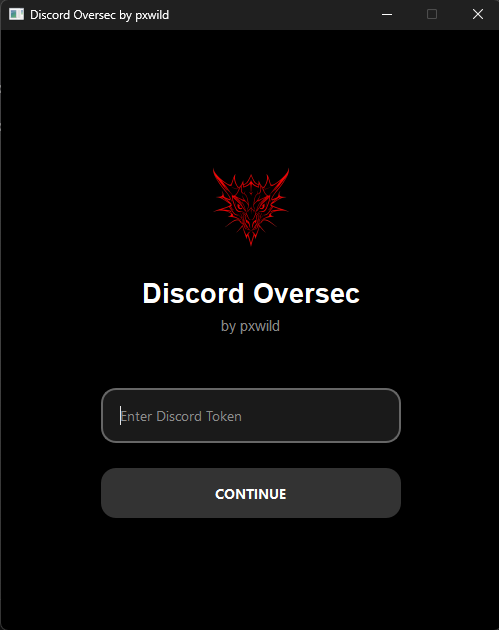 Discord Oversec by pxwild
Discord Oversec
by pxwild
Enter Discord Token
CONTINUE